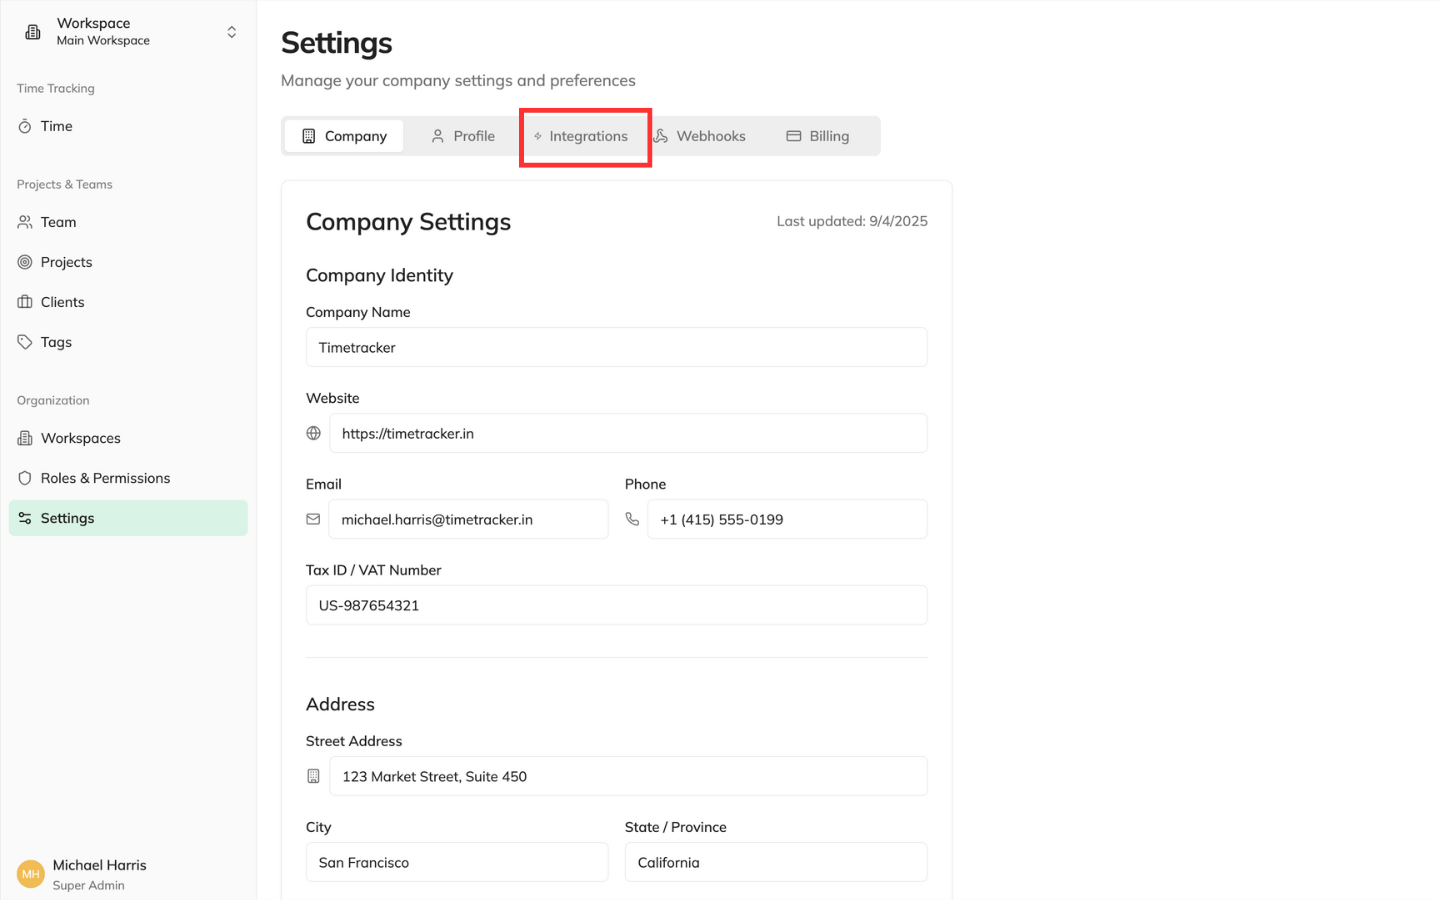 Workspace
Main Workspace
Time Tracking
Time
Projects & Teams
Team
Projects
Clients
Tags
Organization
Workspaces
Roles & Permissions
Settings
MH
Michael Harris
Super Admin
Settings
Manage your company settings and preferences
Company Profile Integrations Webhooks Billing
Company Settings Last updated: 9/4/2025
Company Identity
Company Name
Timetracker
Website
https://timetracker.in
Email Phone
michael.harris@timetracker.in +1 (415) 555-0199
Tax ID / VAT Number
US-987654321
Address
Street Address
123 Market Street, Suite 450
City State / Province
San Francisco California